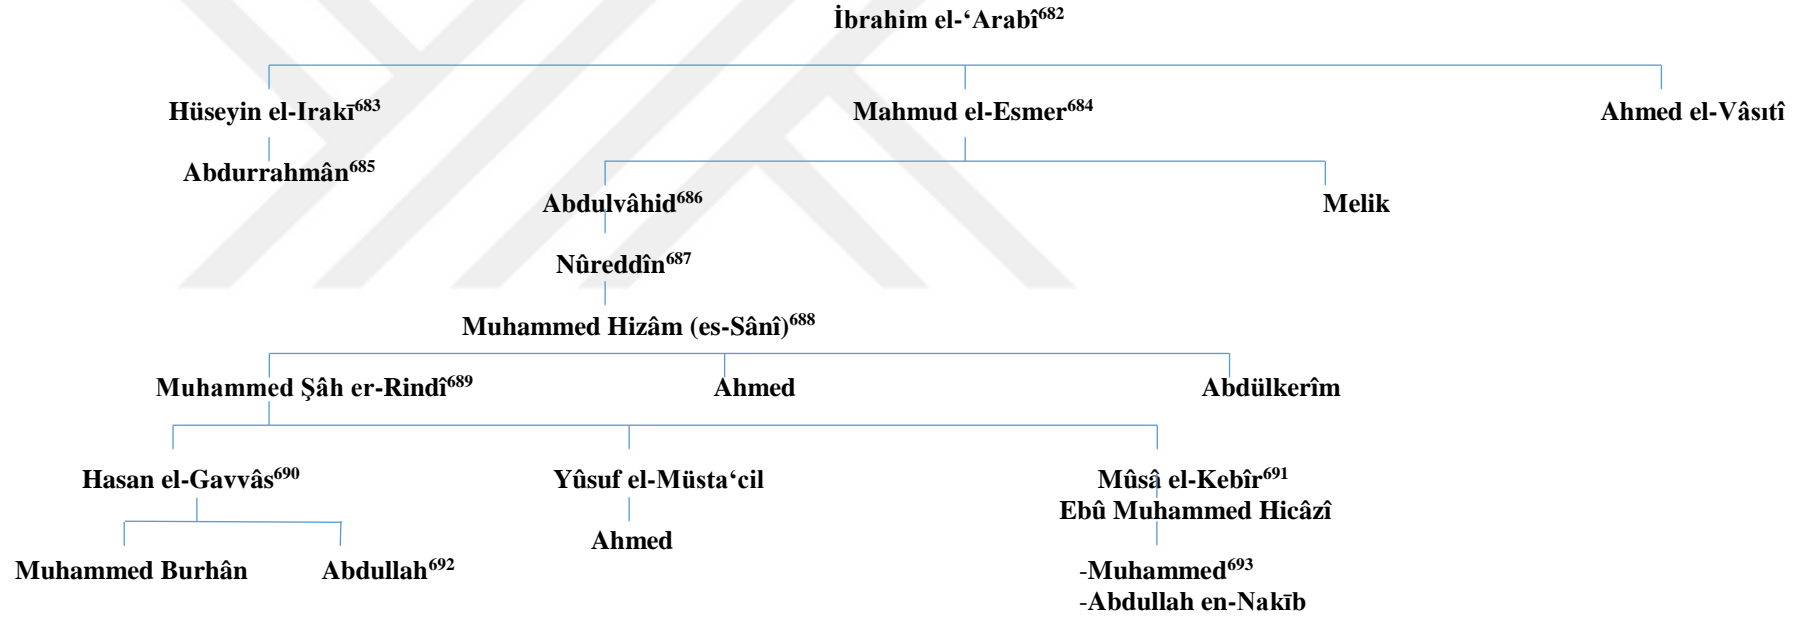 İbrahim el-‘Arabî⁶⁸²
Hüseyin el-Irakī⁶⁸³ Mahmud el-Esmer⁶⁸⁴ Ahmed el-Vâsıtî
Abdurrahmân⁶⁸⁵
Abdulvâhid⁶⁸⁶ Melik
Nûreddîn⁶⁸⁷
Muhammed Hizâm (es-Sânî)⁶⁸⁸
Muhammed Şâh er-Rindî⁶⁸⁹ Ahmed Abdülkerîm
Hasan el-Gavvâs⁶⁹⁰ Yûsuf el-Müsta‘cil Mûsâ el-Kebîr⁶⁹¹
Ebû Muhammed Hicâzî
Ahmed
Muhammed Burhân Abdullah⁶⁹² -Muhammed⁶⁹³
-Abdullah en-Nakīb